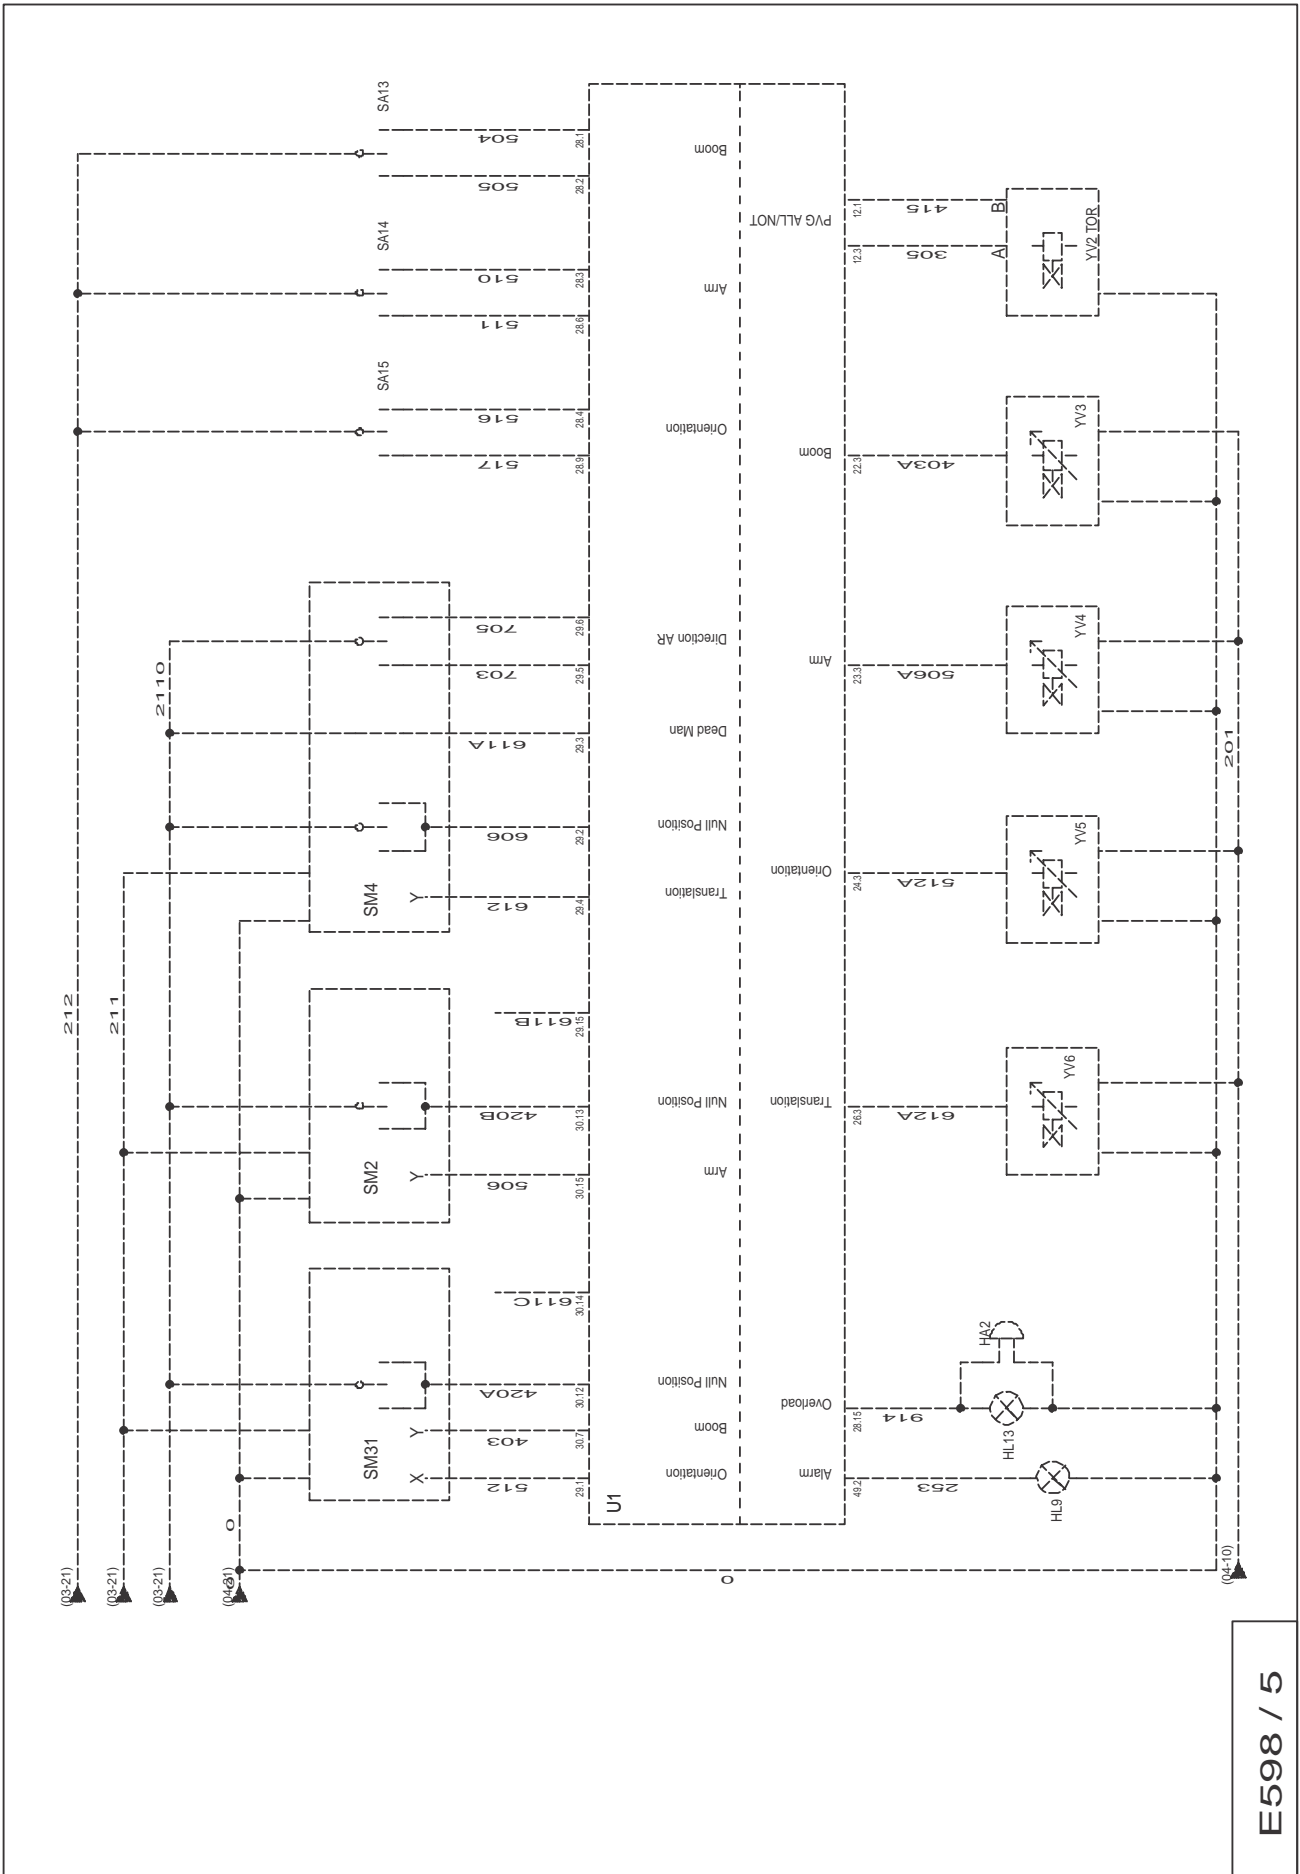 SA13
504
28.1
Boom
505
28.2
415
12.1
B
PVG ALL/NOT
SA14
305
12.3
A
YV2 TOR
510
28.3
Arm
511
28.6
SA15
516
28.4
Orientation
517
28.9
Boom
403A
22.3
YV3
705
29.6
Direction AR
703
29.5
2110
Arm
506A
23.3
YV4
611A
29.3
Dead Man
201
606
29.2
Null Position
SM4
Y
612
29.4
Translation
Orientation
512A
24.3
YV5
212
211
611B
29.15
420B
30.13
Null Position
Translation
612A
26.3
YV6
SM2
Y
506
30.15
Arm
611C
30.14
HA2
420A
30.12
Null Position
Overload
914
28.15
HL13
SM31
Y
403
30.7
Boom
X
512
29.1
Orientation
Alarm
253
49.2
HL9
U1
0
(03-21)
(03-21)
(03-21)
0
0
(04-10)
E598 / 5